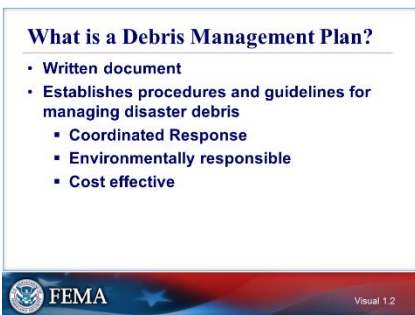 What is a Debris Management Plan?
• Written document
• Establishes procedures and guidelines for
managing disaster debris
▪ Coordinated Response
▪ Environmentally responsible
▪ Cost effective
FEMA
Visual 1.2